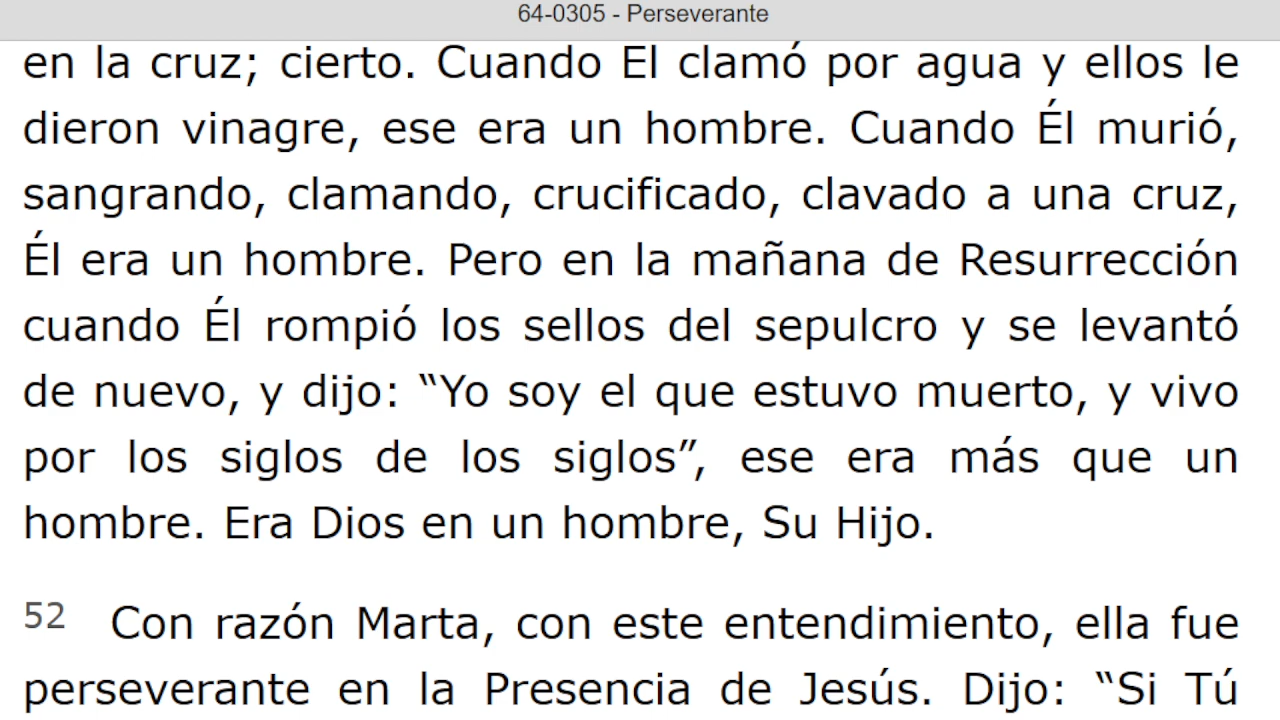 64-0305 - Perseverante
en la cruz; cierto. Cuando El clamó por agua y ellos le
dieron vinagre, ese era un hombre. Cuando Él murió,
sangrando, clamando, crucificado, clavado a una cruz,
Él era un hombre. Pero en la mañana de Resurrección
cuando Él rompió los sellos del sepulcro y se levantó
de nuevo, y dijo: “Yo soy el que estuvo muerto, y vivo
por los siglos de los siglos”, ese era más que un
hombre. Era Dios en un hombre, Su Hijo.
52 Con razón Marta, con este entendimiento, ella fue
perseverante en la Presencia de Jesús. Dijo: “Si Tú